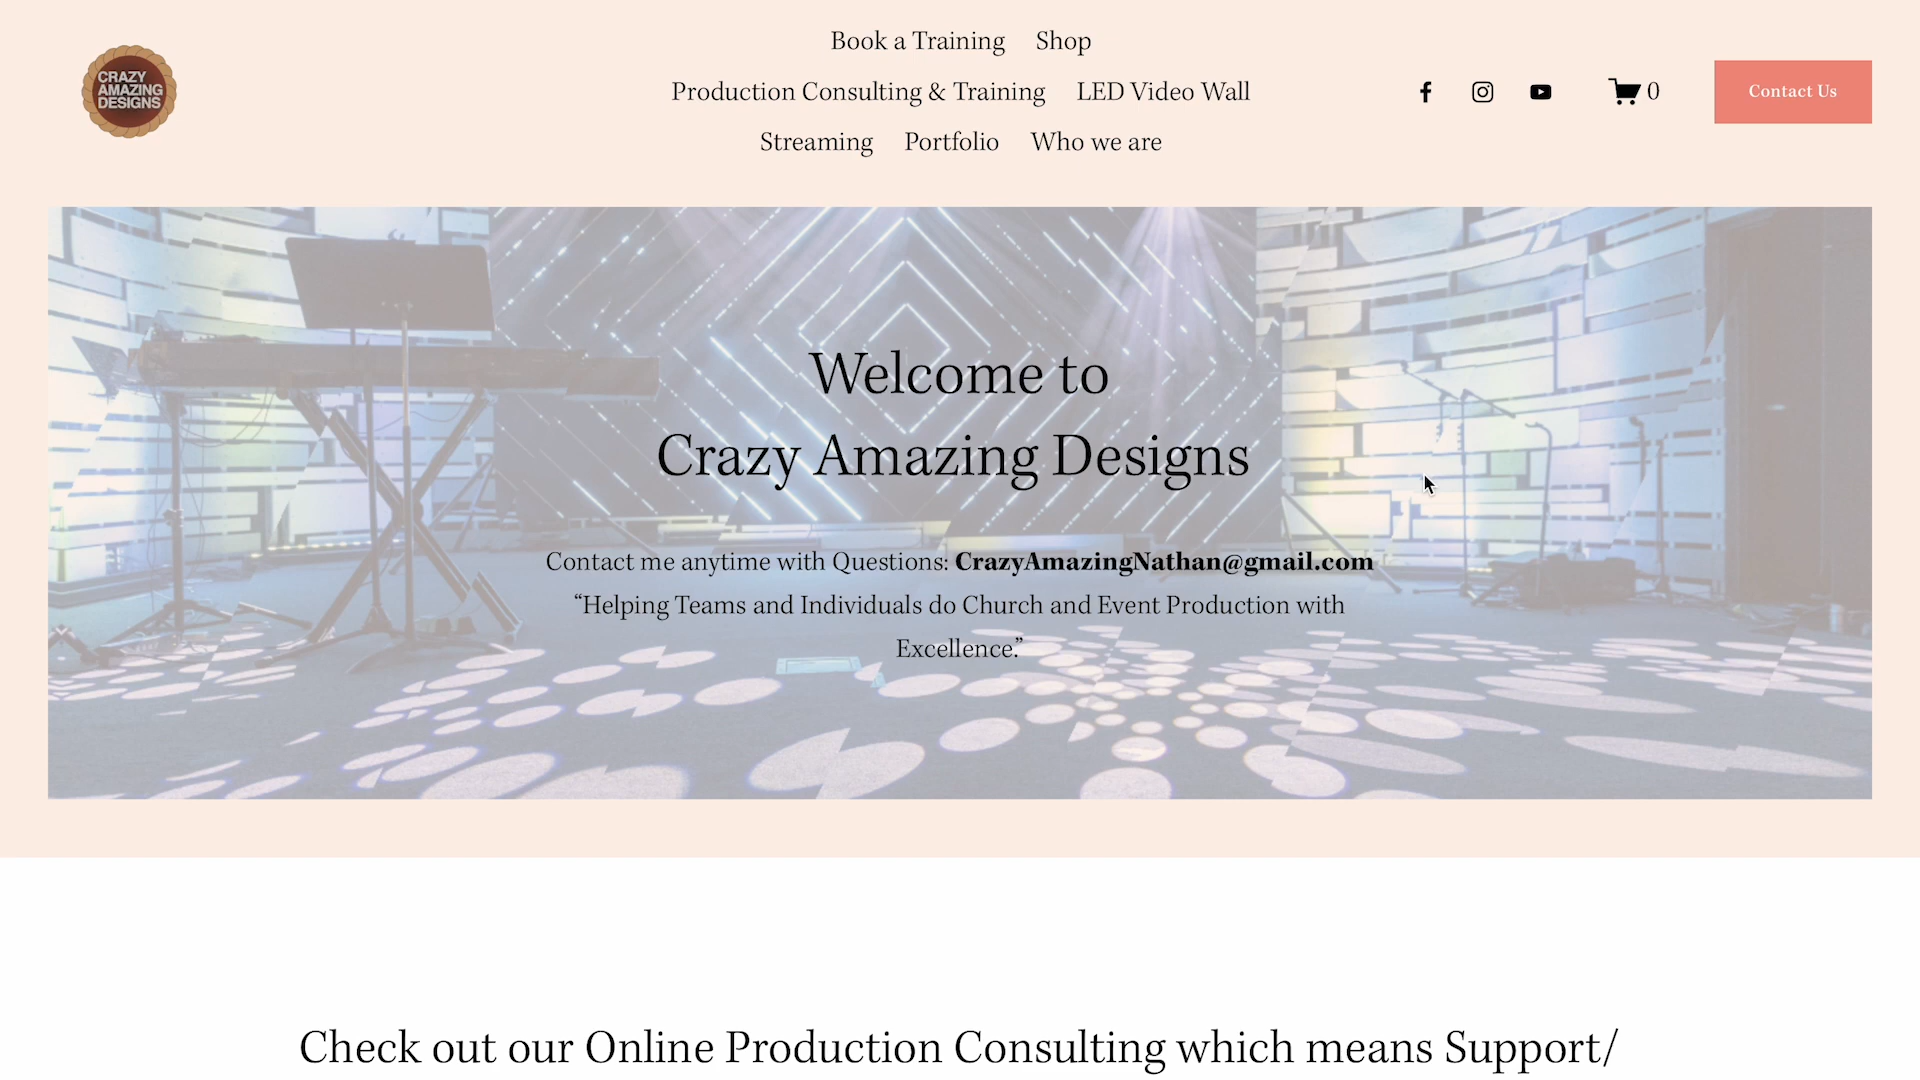 CRAZY
AMAZING
DESIGNS
Book a Training Shop
Production Consulting & Training LED Video Wall
Streaming Portfolio Who we are
0
Contact Us
Welcome to
Crazy Amazing Designs
Contact me anytime with Questions: CrazyAmazingNathan@gmail.com
“Helping Teams and Individuals do Church and Event Production with
Excellence.”
Check out our Online Production Consulting which means Support/